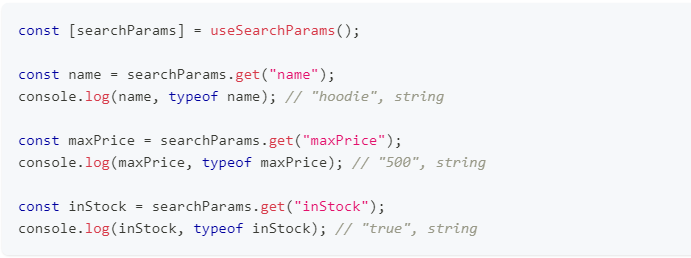 const [searchParams] = useSearchParams();
const name = searchParams.get("name");
console.log(name, typeof name); // "hoodie", string
const maxPrice = searchParams.get("maxPrice");
console.log(maxPrice, typeof maxPrice); // "500", string
const inStock = searchParams.get("inStock");
console.log(inStock, typeof inStock); // "true", string